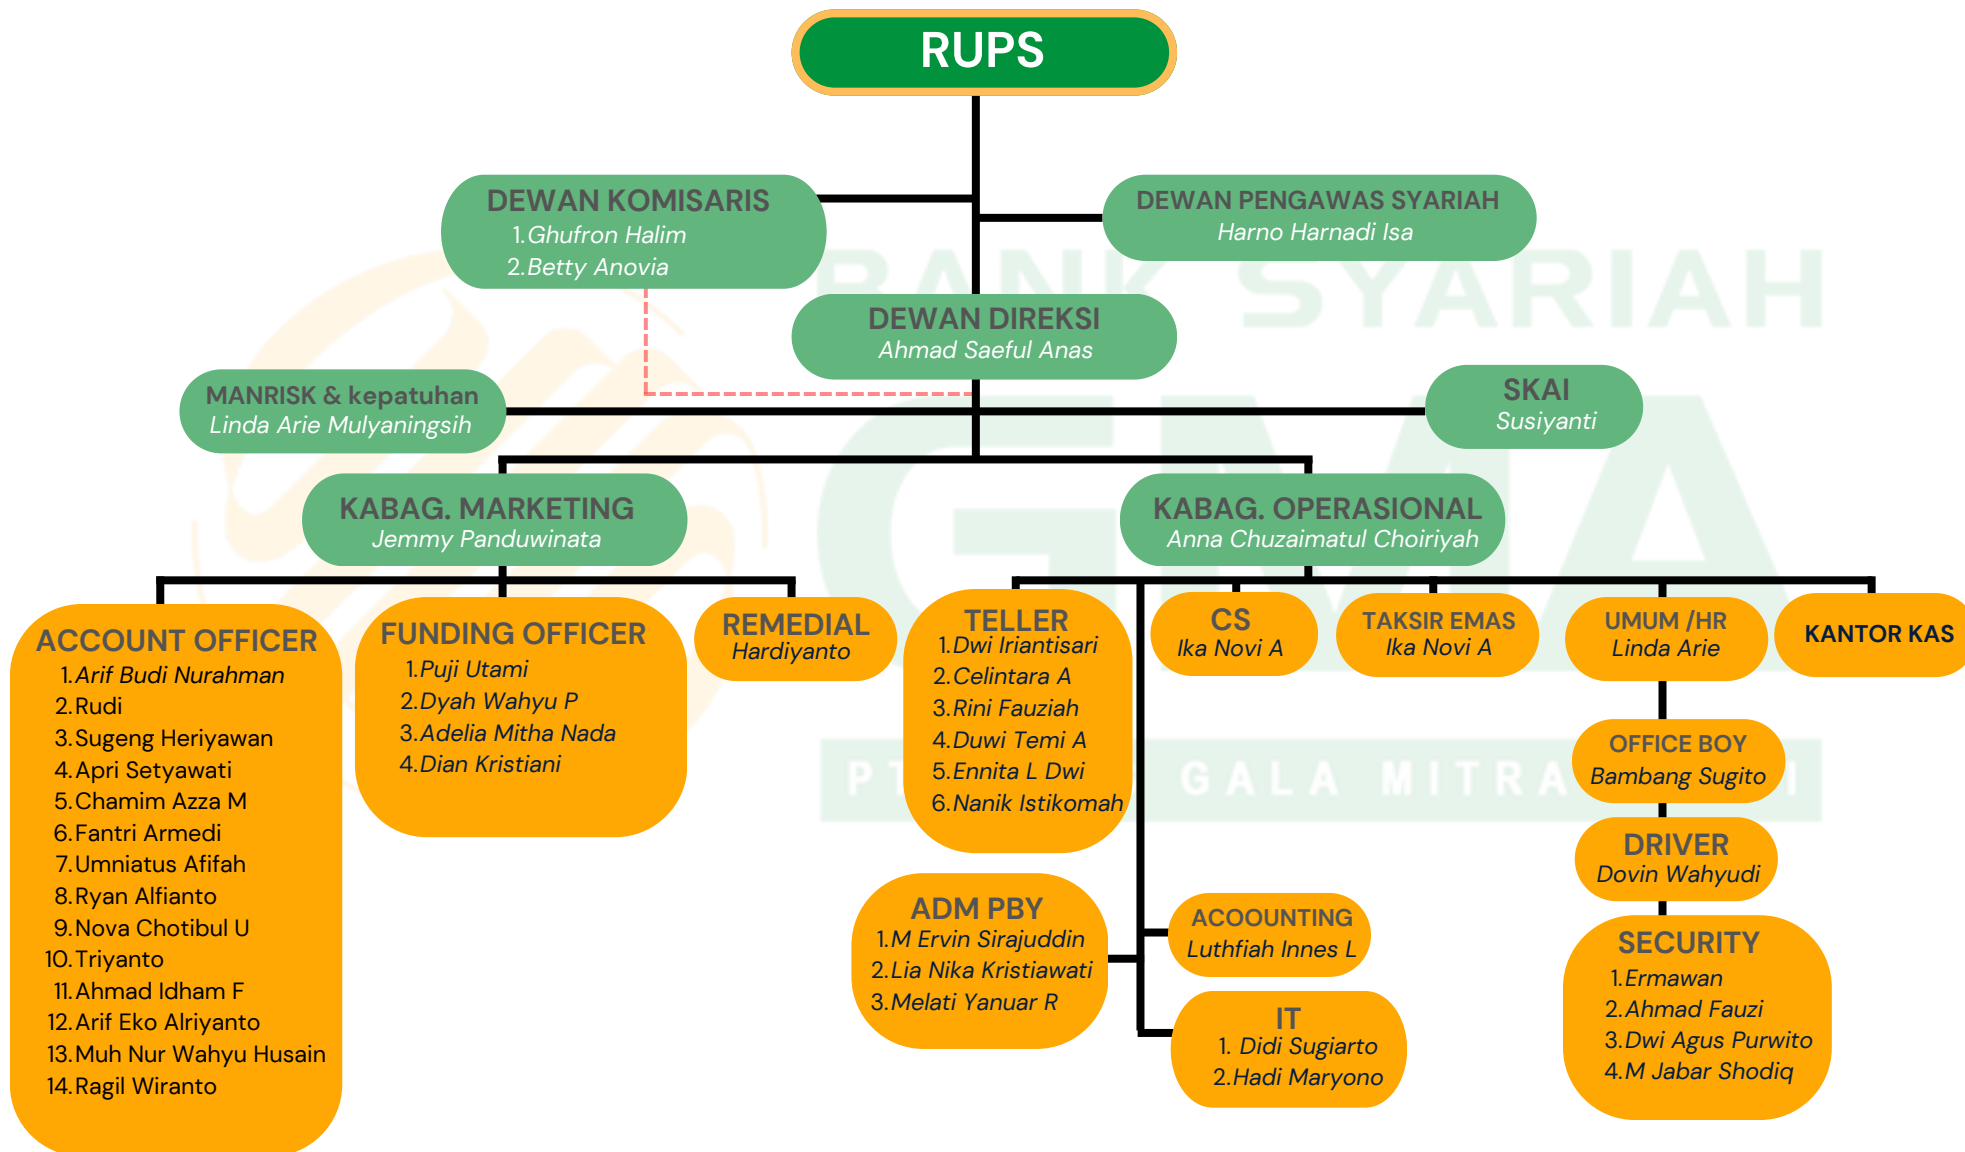 RUPS
DEWAN KOMISARIS
1. Ghufron Halim
2. Betty Anovia
DEWAN PENGAWAS SYARIAH
Harno Harnadi Isa
BANK SYARIAH
DEWAN DIREKSI
Ahmad Saeful Anas
MANRISK & kepatuhan
Linda Arie Mulyaningsih
SKAI
Susiyanti
GMA
KABAG. MARKETING
Jemmy Panduwinata
KABAG. OPERASIONAL
Anna Chuzaimatul Choiriyah
ACCOUNT OFFICER
1. Arif Budi Nurahman
2. Rudi
3. Sugeng Heriyawan
4. Apri Setyawati
5. Chamim Azza M
6. Fantri Armedi
7. Umniatus Afifah
8. Ryan Alfianto
9. Nova Chotibul U
10. Triyanto
11. Ahmad Idham F
12. Arif Eko Alriyanto
13. Muh Nur Wahyu Husain
14. Ragil Wiranto
FUNDING OFFICER
1. Puji Utami
2. Dyah Wahyu P
3. Adelia Mitha Nada
4. Dian Kristiani
REMEDIAL
Hardiyanto
TELLER
1. Dwi Iriantisari
2. Celintara A
3. Rini Fauziah
4. Duwi Temi A
5. Ennita L Dwi
6. Nanik Istikomah
CS
Ika Novi A
TAKSIR EMAS
Ika Novi A
UMUM /HR
Linda Arie
KANTOR KAS
GALA MITRA
OFFICE BOY
Bambang Sugito
DRIVER
Dovin Wahyudi
ADM PBY
1. M Ervin Sirajuddin
2. Lia Nika Kristiawati
3. Melati Yanuar R
ACOOUNTING
Luthfiah Innes L
IT
1. Didi Sugiarto
2. Hadi Maryono
SECURITY
1. Ermawan
2. Ahmad Fauzi
3. Dwi Agus Purwito
4. M Jabar Shodiq